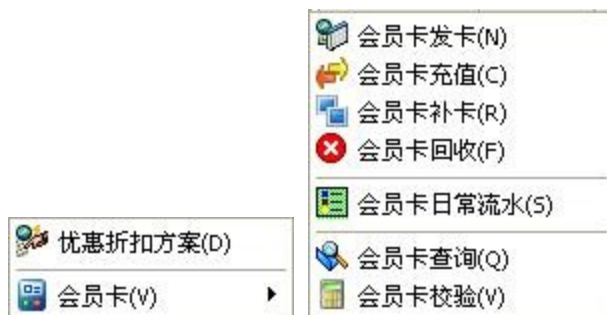 优惠折扣方案(D)
会员卡(V)
会员卡发卡(N)
会员卡充值(C)
会员卡补卡(R)
会员卡回收(F)
会员卡日常流水(S)
会员卡查询(Q)
会员卡校验(V)